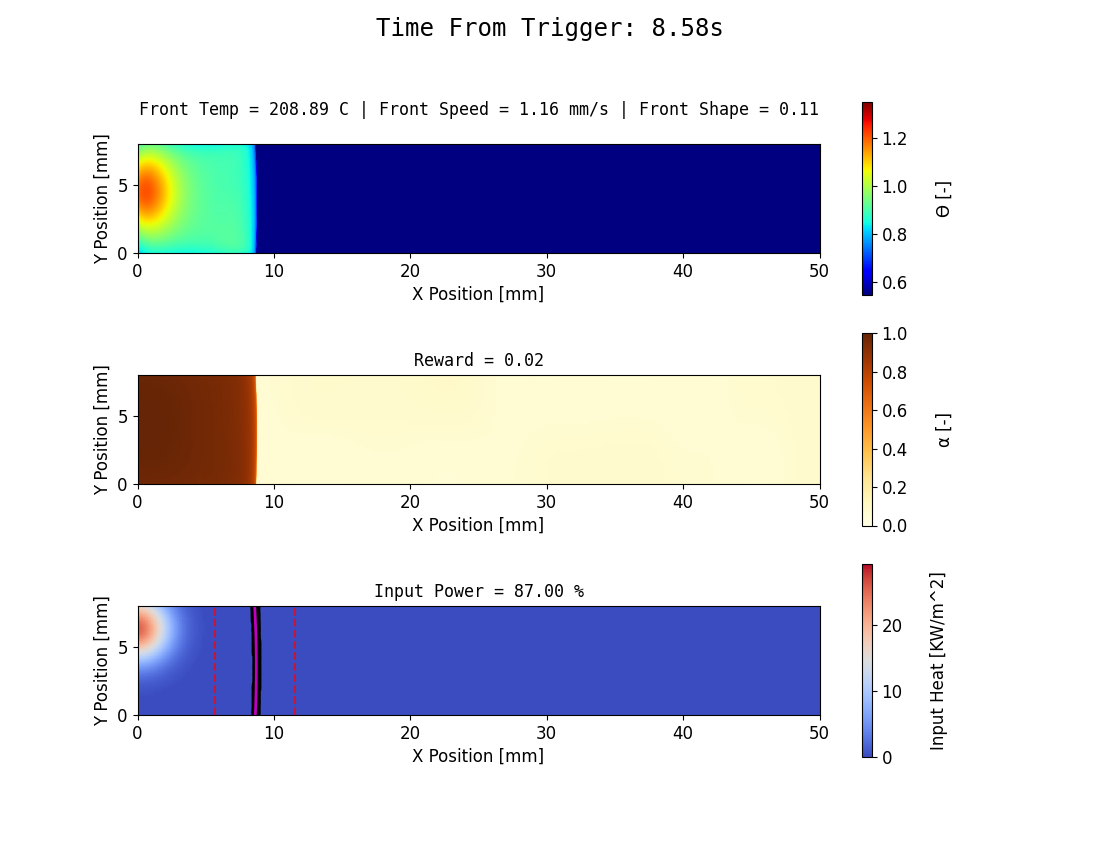 Time From Trigger: 8.58s
Front Temp = 208.89 C | Front Speed = 1.16 mm/s | Front Shape = 0.11
Y Position [mm]
5
0
0 10 20 30 40 50
X Position [mm]
1.2
1.0
0.8
0.6
Θ [-]
Reward = 0.02
Y Position [mm]
5
0
0 10 20 30 40 50
X Position [mm]
1.0
0.8
0.6
0.4
0.2
0.0
α [-]
Input Power = 87.00 %
Y Position [mm]
5
0
0 10 20 30 40 50
X Position [mm]
20
10
0
Input Heat [KW/m^2]